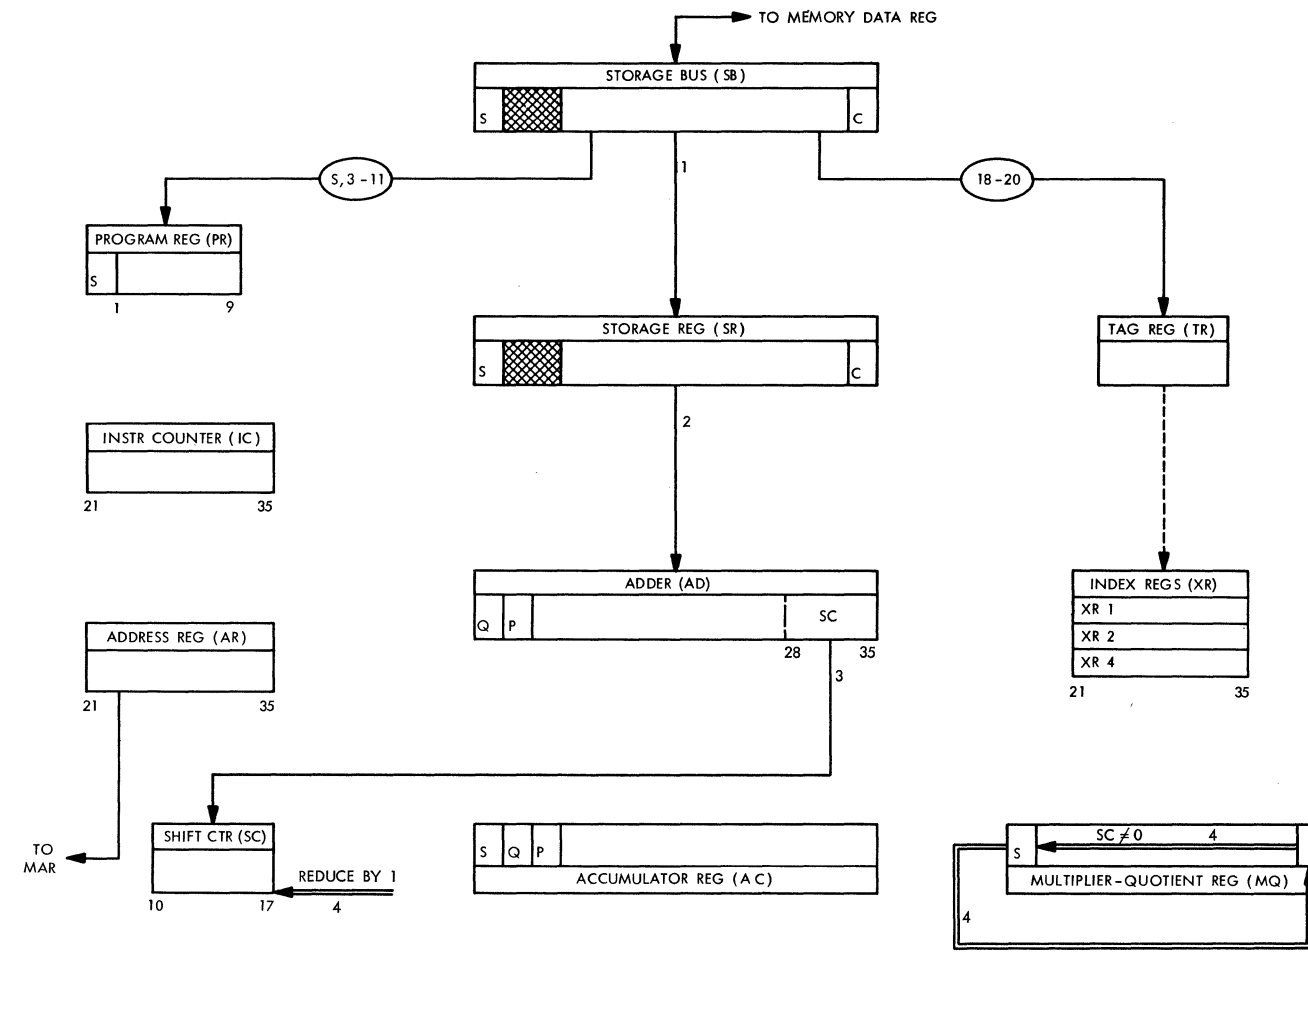 TO MEMORY DATA REG
STORAGE BUS (SB)
S
C
S, 3-11
1
18-20
PROGRAM REG (PR)
S
1
9
STORAGE REG (SR)
S
C
TAG REG (TR)
2
INSTR COUNTER (IC)
21
35
ADDER (AD)
Q
P
SC
28
35
3
INDEX REGS (XR)
XR 1
XR 2
XR 4
21
35
ADDRESS REG (AR)
21
35
TO
MAR
SHIFT CTR (SC)
10
17
REDUCE BY 1
4
S
Q
P
ACCUMULATOR REG (AC)
SC ≠ 0
4
S
MULTIPLIER-QUOTIENT REG (MQ)
4